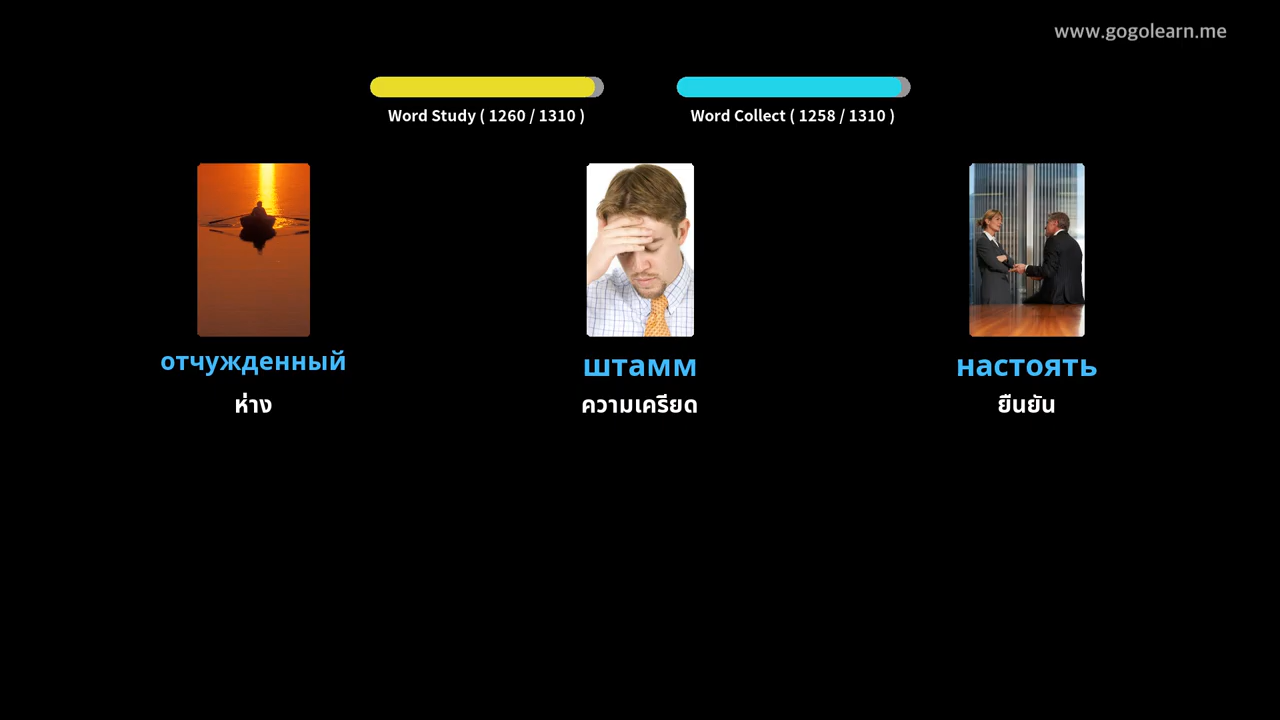 www.gogolearn.me
Word Study ( 1260 / 1310 )
Word Collect ( 1258 / 1310 )
отчужденный
штамм
настоять
ห่าง
ความเครียด
ยืนยัน